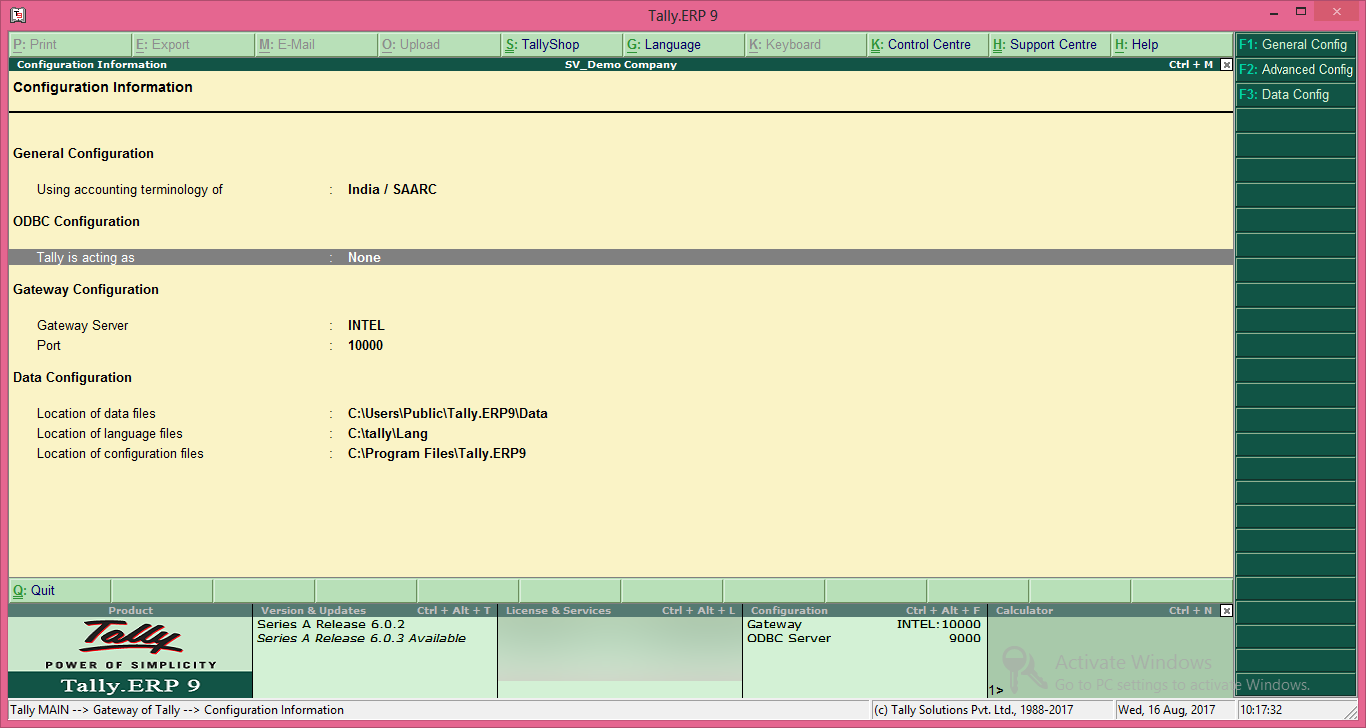 Tally.ERP 9
P: Print E: Export M: E-Mail O: Upload S: TallyShop G: Language K: Keyboard K: Control Centre H: Support Centre H: Help F1: General Config
Configuration Information SV_Demo Company Ctrl + M
F2: Advanced Config
Configuration Information
F3: Data Config
General Configuration
Using accounting terminology of : India / SAARC
ODBC Configuration
Tally is acting as : None
Gateway Configuration
Gateway Server : INTEL
Port : 10000
Data Configuration
Location of data files : C:\Users\Public\Tally.ERP9\Data
Location of language files : C:\tally\Lang
Location of configuration files : C:\Program Files\Tally.ERP9
Q: Quit
Product Version & Updates Ctrl + Alt + T License & Services Ctrl + Alt + L Configuration Ctrl + Alt + F Calculator Ctrl + N
Tally
POWER OF SIMPLICITY
Tally.ERP 9
Series A Release 6.0.2
Series A Release 6.0.3 Available
Gateway INTEL:10000
ODBC Server 9000
Activate Windows
Go to PC settings to activate Windows.
1>
Tally MAIN --> Gateway of Tally --> Configuration Information (c) Tally Solutions Pvt. Ltd., 1988-2017 Wed, 16 Aug, 2017 10:17:32